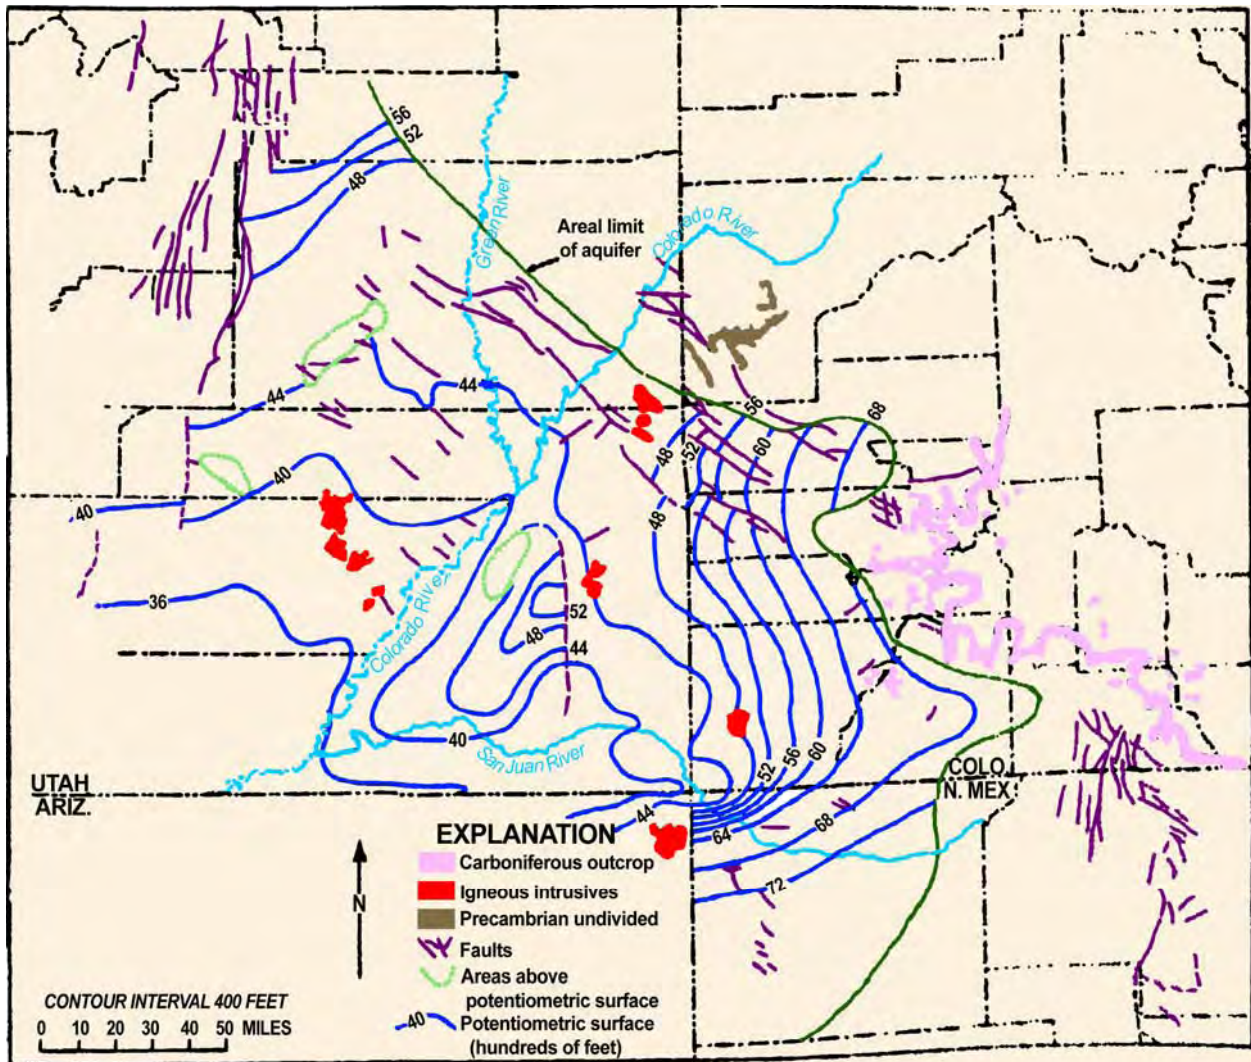 56
52
48
Green River
Colorado River
Areal limit
of aquifer
44
44
56
68
60
52
48
40
48
40
36
Colorado River
52
48
44
40
San Juan River
52
56
60
UTAH
ARIZ.
COLO.
N. MEX.
44
64
68
72
EXPLANATION
Carboniferous outcrop
Igneous intrusives
Precambrian undivided
Faults
Areas above
potentiometric surface
40
Potentiometric surface
(hundreds of feet)
N
CONTOUR INTERVAL 400 FEET
0 10 20 30 40 50 MILES